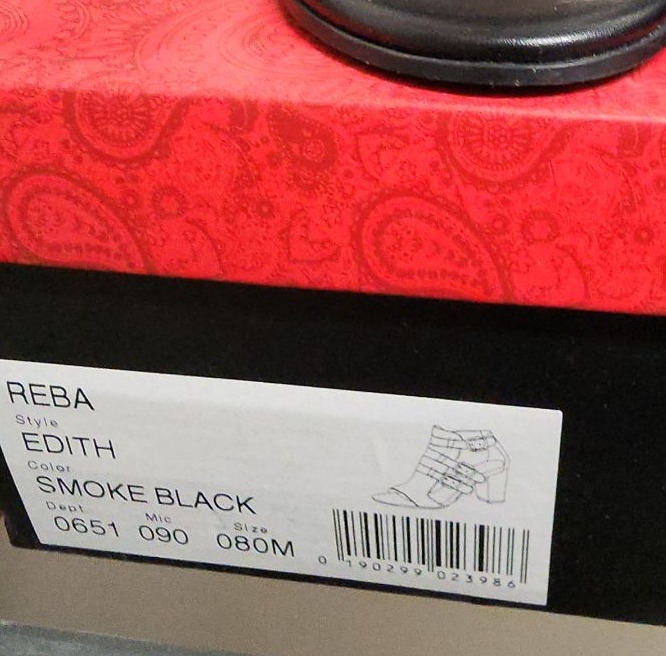 REBA
Style
EDITH
Color
SMOKE BLACK
Dept Mic Size
0651 090 080M
0 190299 023986